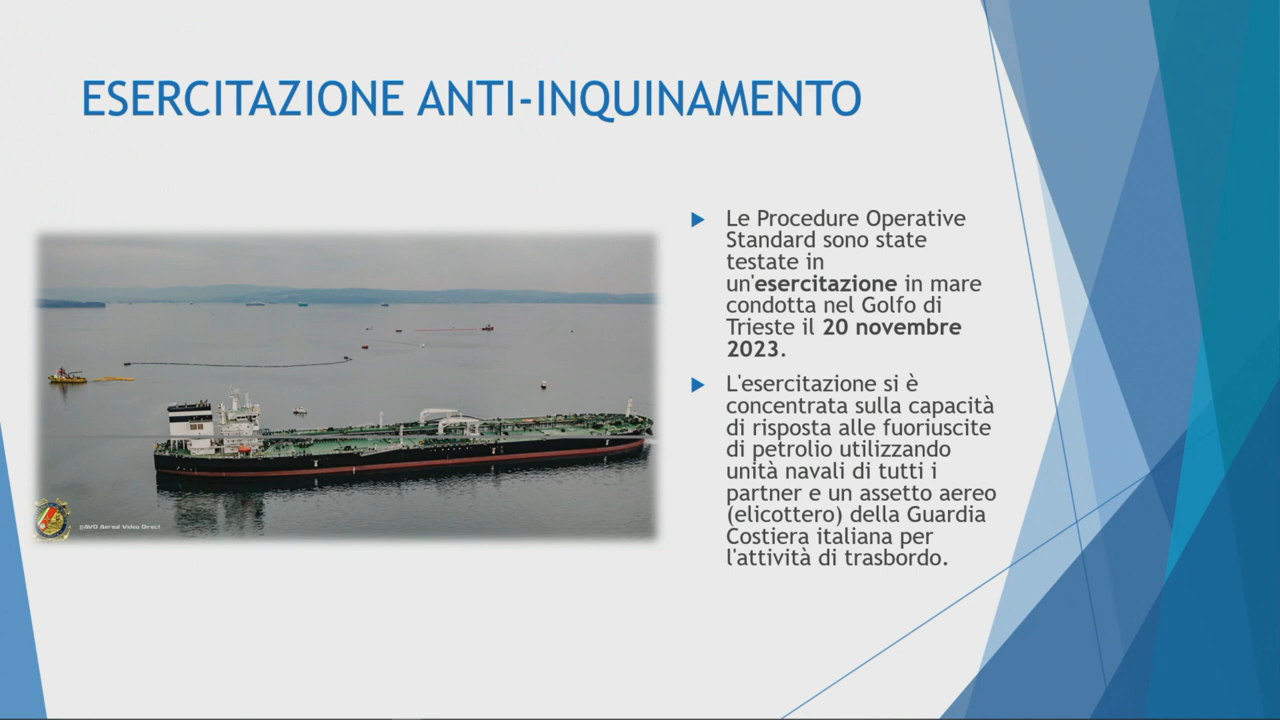 ESERCITAZIONE ANTI-INQUINAMENTO
Le Procedure Operative
Standard sono state
testate in
un'esercitazione in mare
condotta nel Golfo di
Trieste il 20 novembre
2023.
L'esercitazione si è
concentrata sulla capacità
di risposta alle fuoriuscite
di petrolio utilizzando
unità navali di tutti i
partner e un assetto aereo
(elicottero) della Guardia
Costiera italiana per
l'attività di trasbordo.
Video Direct